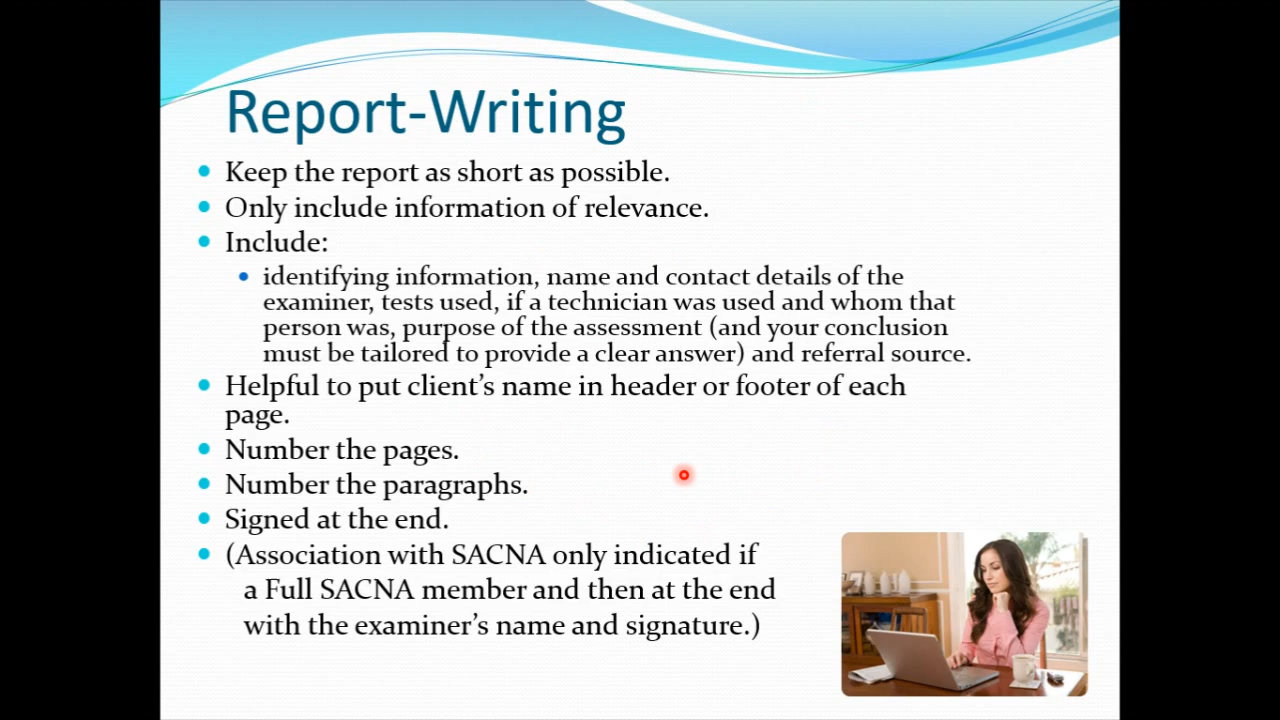 Report-Writing
Keep the report as short as possible.
Only include information of relevance.
Include:
identifying information, name and contact details of the
examiner, tests used, if a technician was used and whom that
person was, purpose of the assessment (and your conclusion
must be tailored to provide a clear answer) and referral source.
Helpful to put client's name in header or footer of each
page.
Number the pages.
Number the paragraphs.
Signed at the end.
(Association with SACNA only indicated if
a Full SACNA member and then at the end
with the examiner's name and signature.)